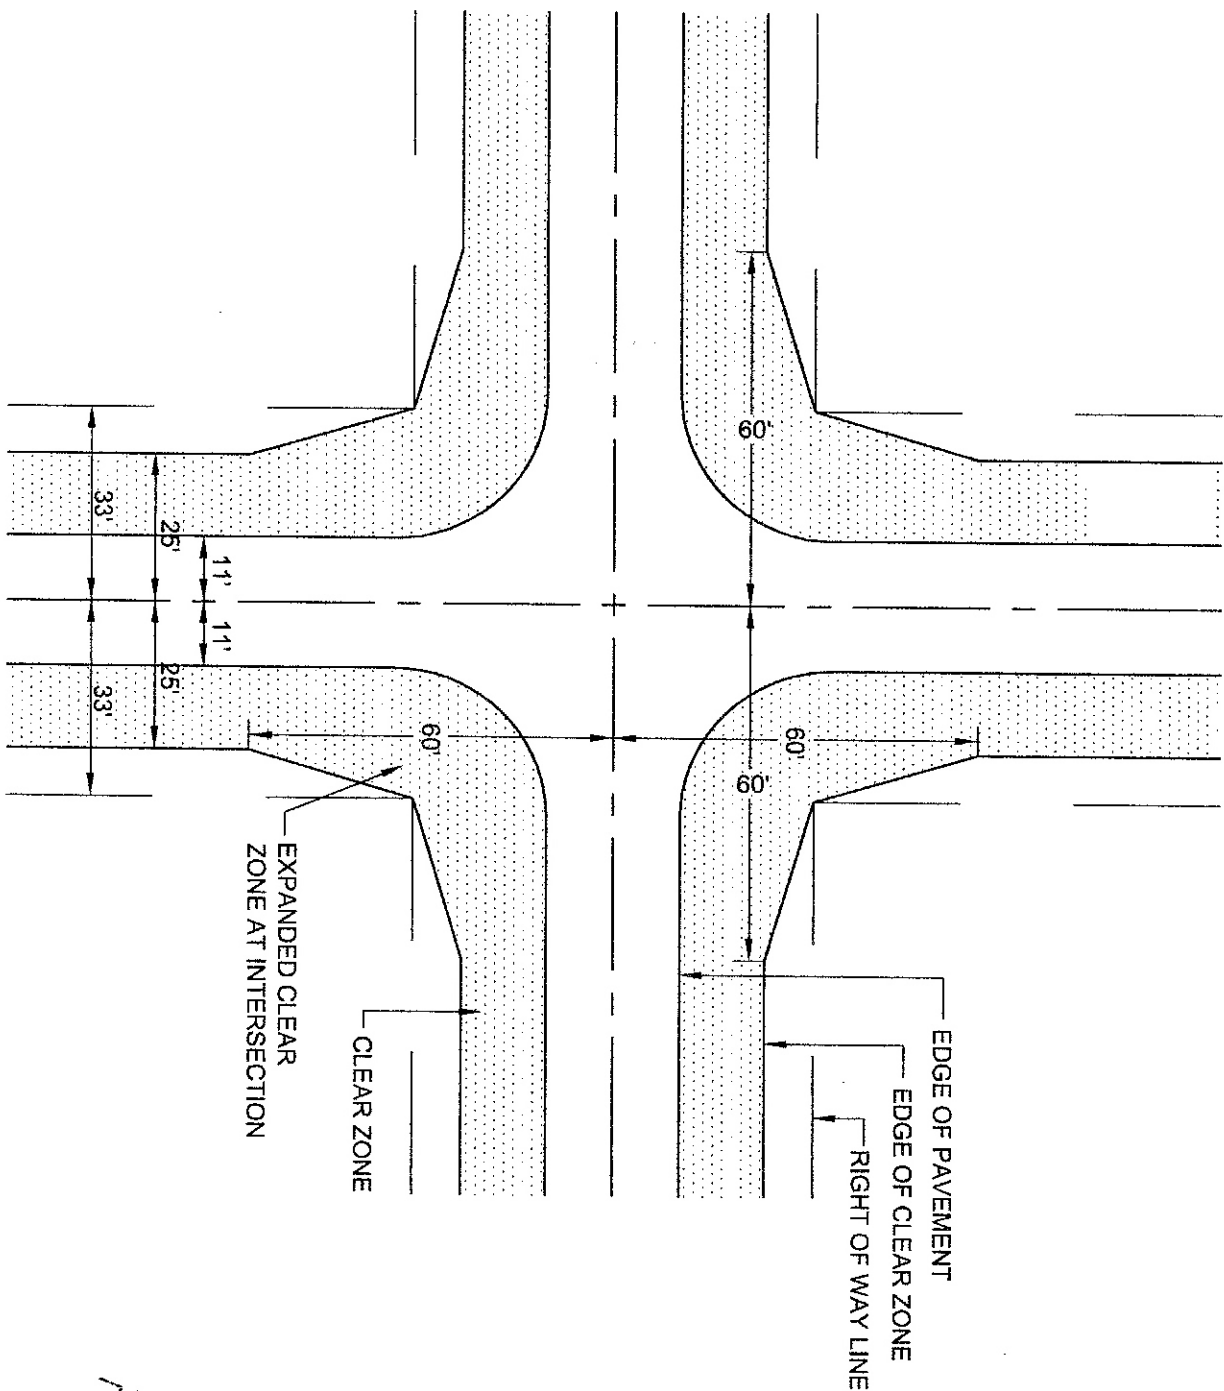 EDGE OF PAVEMENT
EDGE OF CLEAR ZONE
RIGHT OF WAY LINE
60'
60'
60'
60'
CLEAR ZONE
EXPANDED CLEAR
ZONE AT INTERSECTION
11'
11'
25'
25'
33'
33'